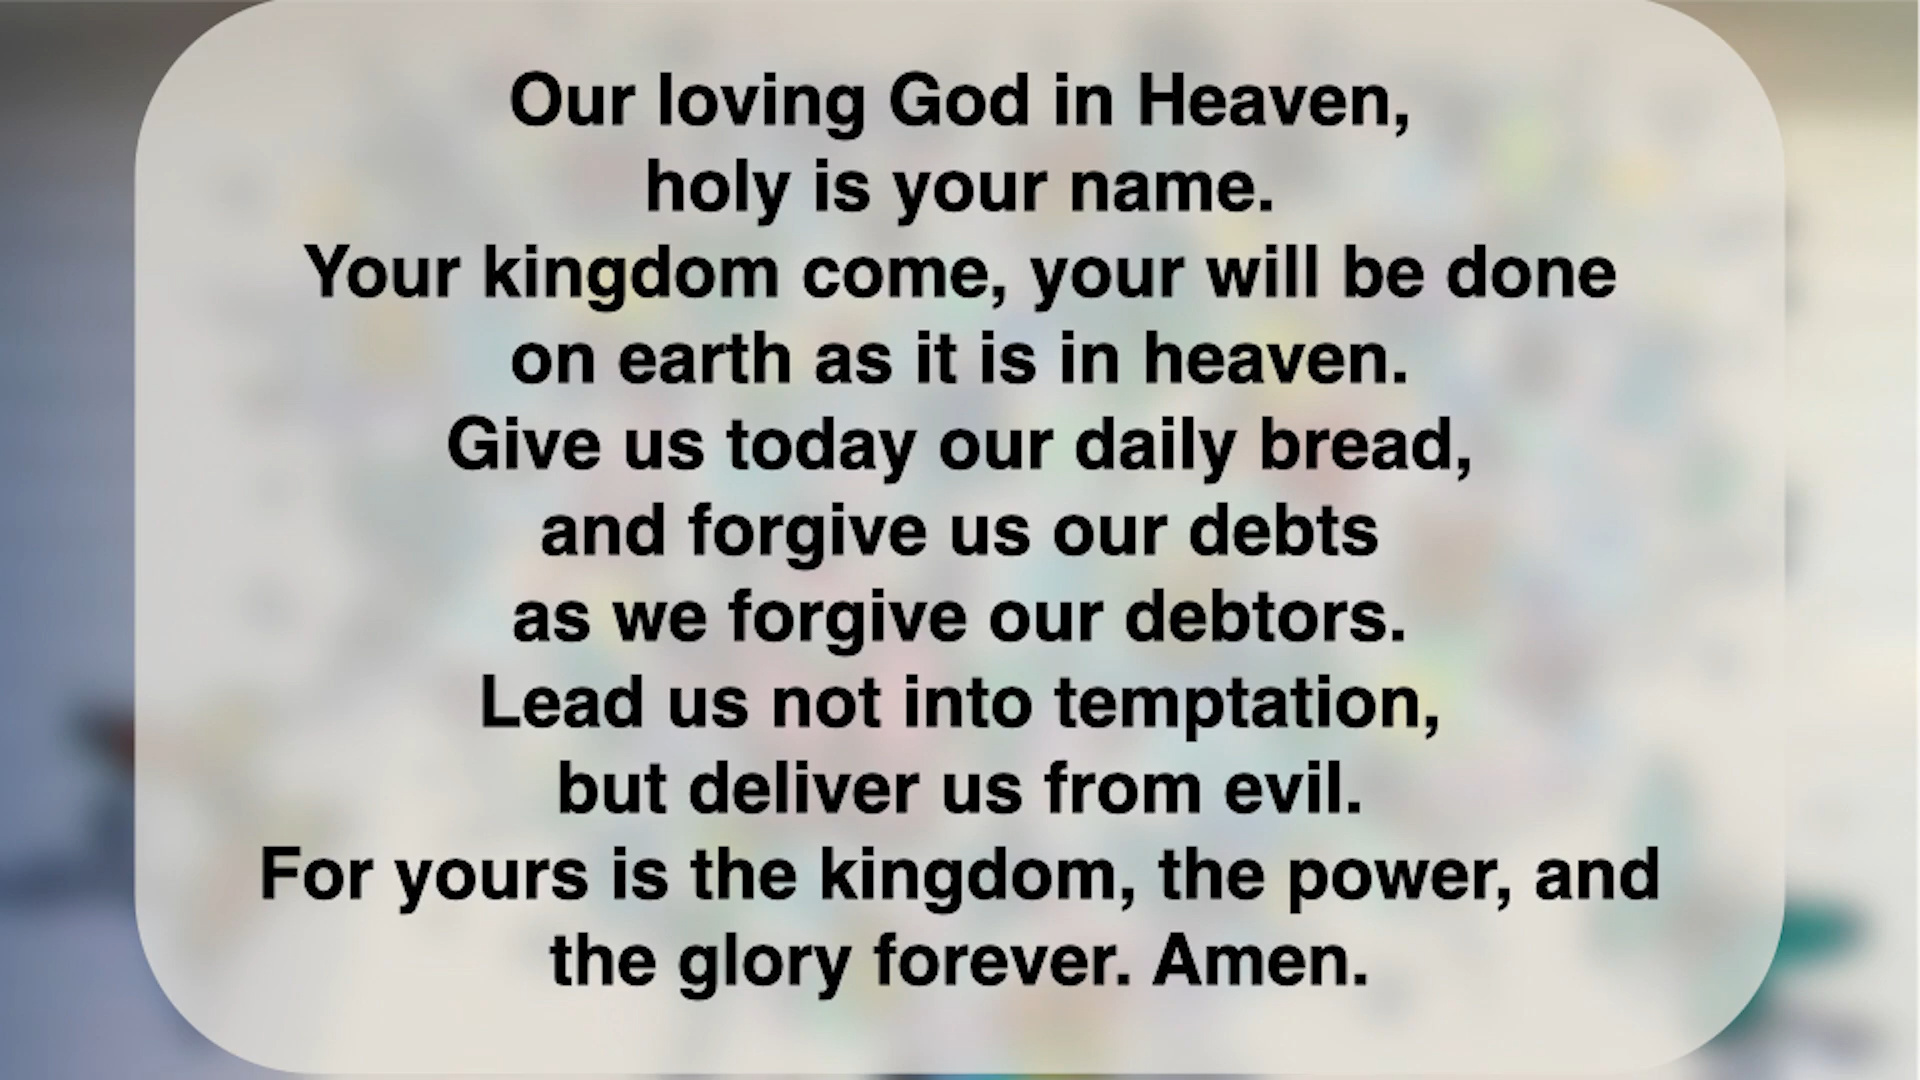 Our loving God in Heaven,
holy is your name.
Your kingdom come, your will be done
on earth as it is in heaven.
Give us today our daily bread,
and forgive us our debts
as we forgive our debtors.
Lead us not into temptation,
but deliver us from evil.
For yours is the kingdom, the power, and
the glory forever. Amen.